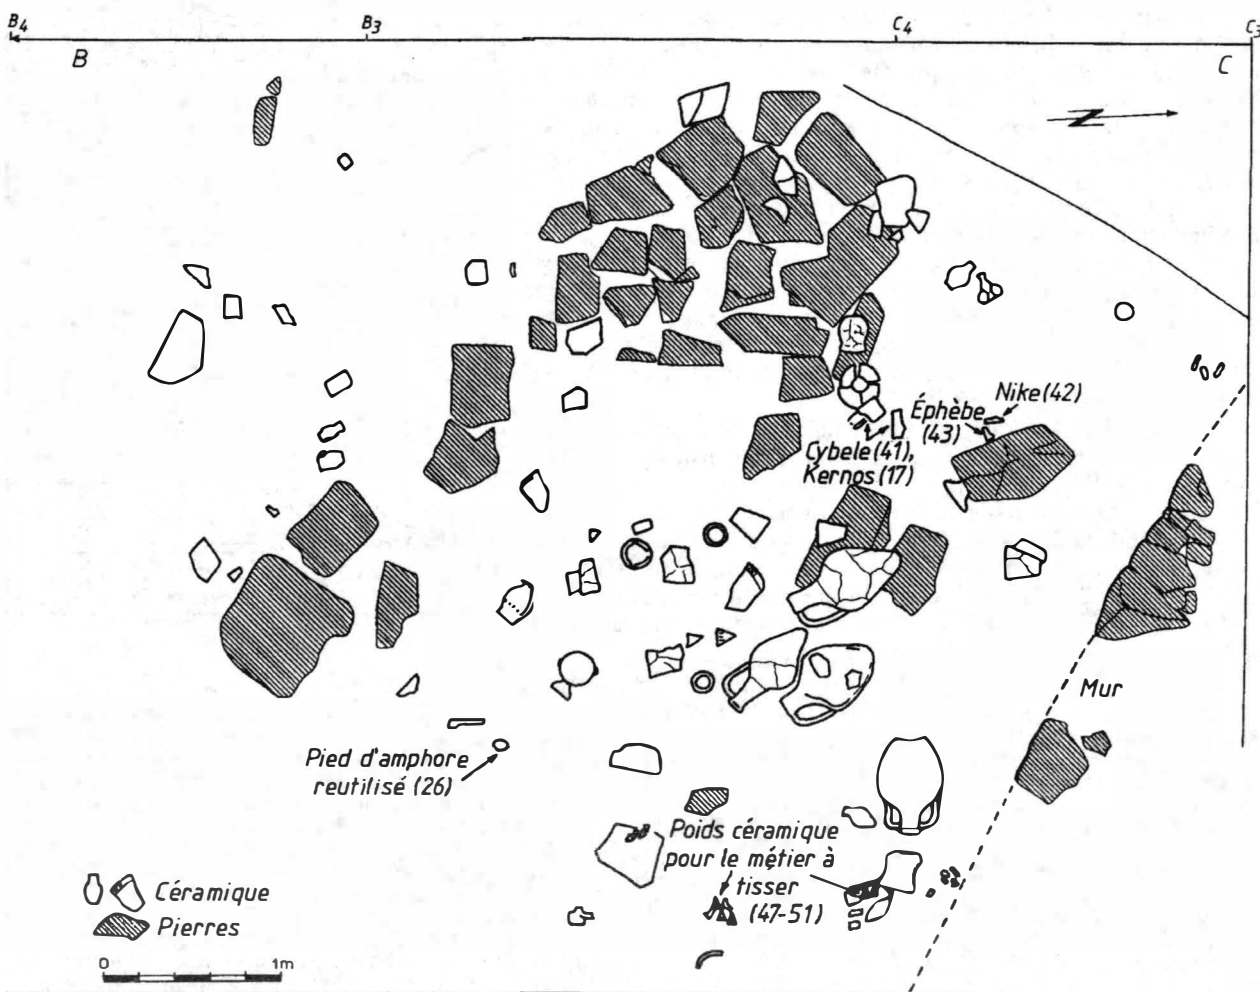 B4
B3
C4
C3
B
C
N
Nike (42)
Éphèbe
(43)
Cybele (41),
Kernos (17)
Mur
Pied d'amphore
reutilisé (26)
Poids céramique
pour le métier à
tisser
(47-51)
Céramique
Pierres
0 1m